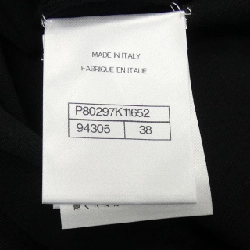 MADE IN ITALY
FABRIQUE EN ITALIE
P80297K11652
94305 38